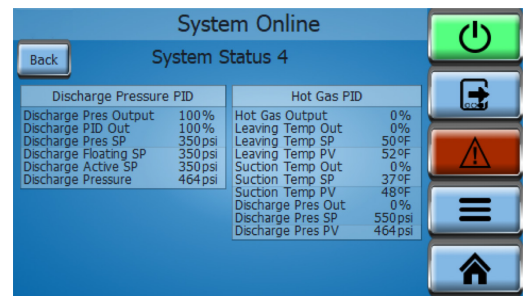 System Online
Back
System Status 4
Discharge Pressure PID
Discharge Pres Output 100%
Discharge PID Out 100%
Discharge Pres SP 350psi
Discharge Floating SP 350psi
Discharge Active SP 350psi
Discharge Pressure 464psi
Hot Gas PID
Hot Gas Output 0%
Leaving Temp Out 0%
Leaving Temp SP 50ºF
Leaving Temp PV 52ºF
Suction Temp Out 0%
Suction Temp SP 37ºF
Suction Temp PV 48ºF
Discharge Pres Out 0%
Discharge Pres SP 550psi
Discharge Pres PV 464psi